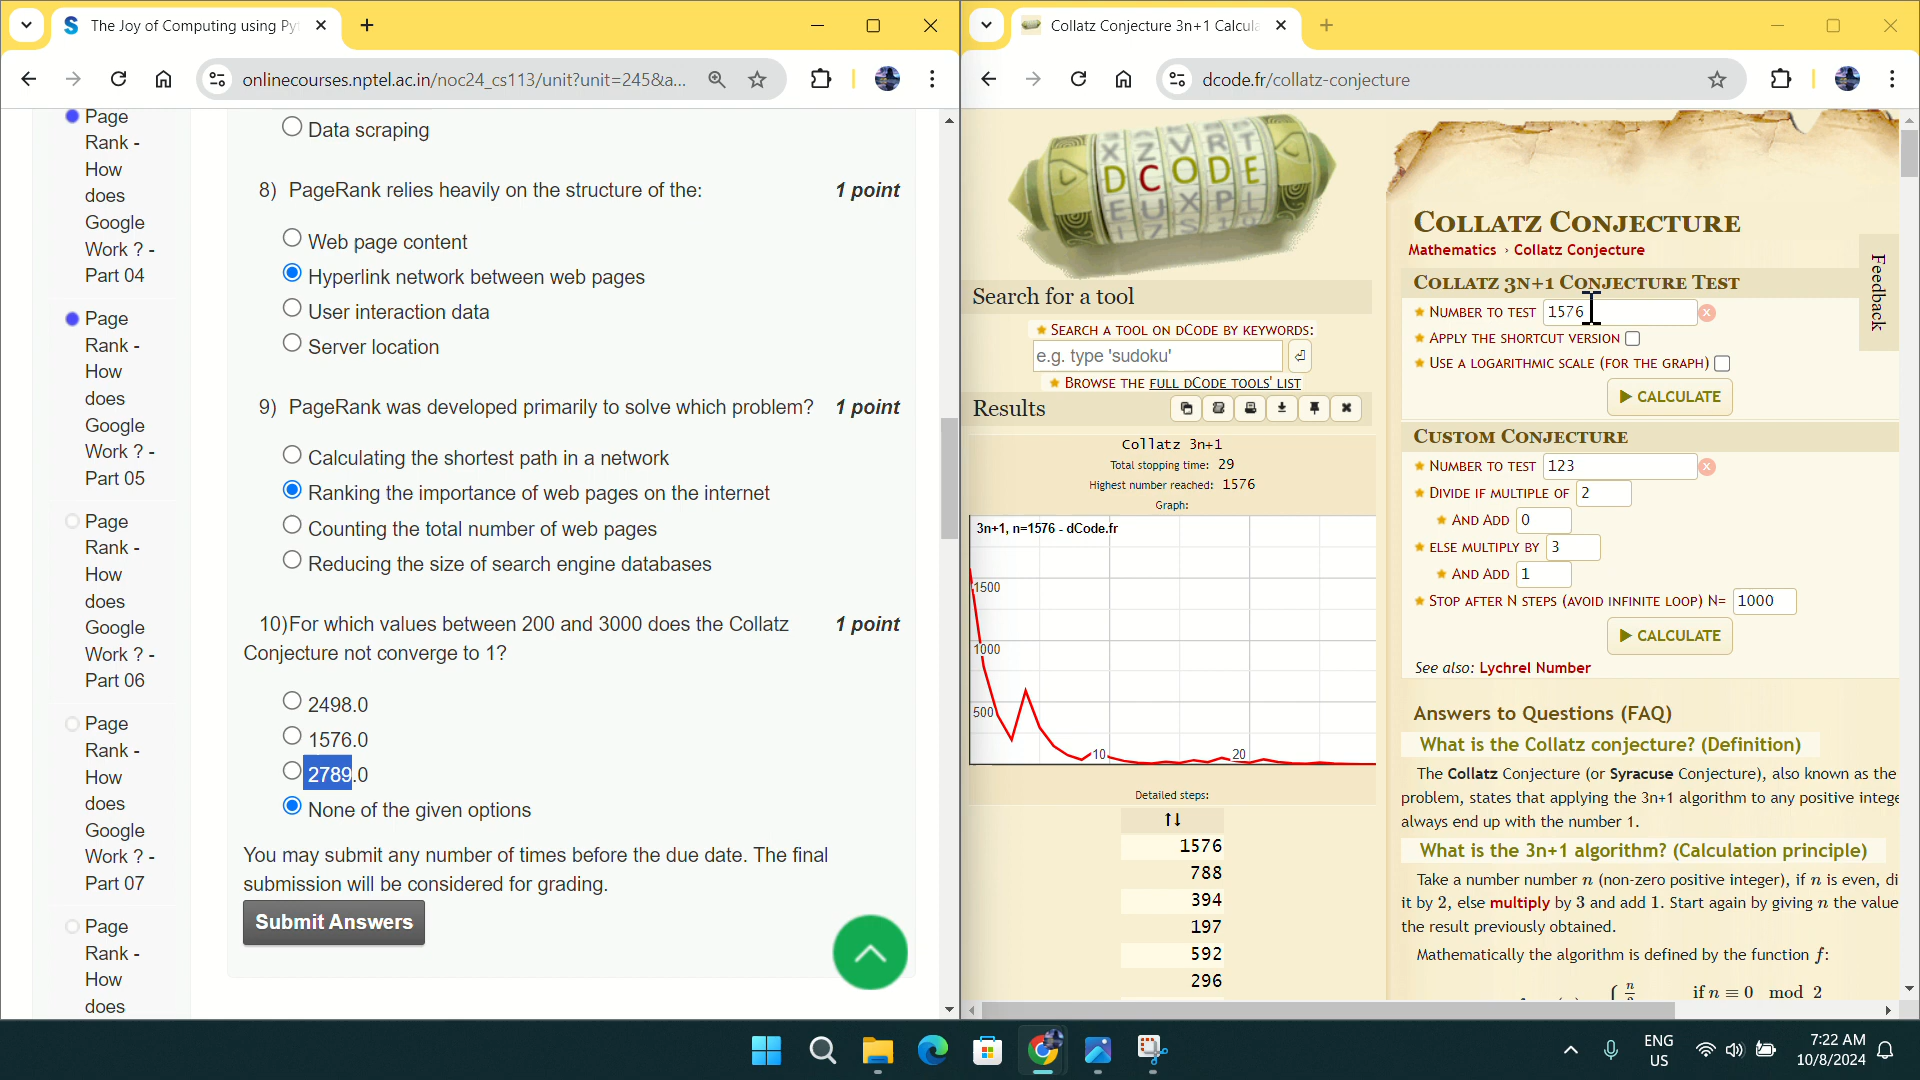 The Joy of Computing using Py
onlinecourses.nptel.ac.in/noc24_cs113/unit?unit=245&a...
Page
Rank -
How
does
Google
Work ? -
Part 04
Page
Rank -
How
does
Google
Work ? -
Part 05
Page
Rank -
How
does
Google
Work ? -
Part 06
Page
Rank -
How
does
Google
Work ? -
Part 07
Page
Rank -
How
does
Data scraping
8) PageRank relies heavily on the structure of the: 1 point
Web page content
Hyperlink network between web pages
User interaction data
Server location
9) PageRank was developed primarily to solve which problem? 1 point
Calculating the shortest path in a network
Ranking the importance of web pages on the internet
Counting the total number of web pages
Reducing the size of search engine databases
10)For which values between 200 and 3000 does the Collatz 1 point
Conjecture not converge to 1?
2498.0
1576.0
2789.0
None of the given options
You may submit any number of times before the due date. The final
submission will be considered for grading.
Submit Answers
Collatz Conjecture 3n+1 Calcula
dcode.fr/collatz-conjecture
DCODE
Search for a tool
SEARCH A TOOL ON DCODE BY KEYWORDS:
e.g. type 'sudoku'
BROWSE THE FULL DCODE TOOLS' LIST
Results
Collatz 3n+1
Total stopping time: 29
Highest number reached: 1576
Graph:
3n+1, n=1576 - dCode.fr
1500
1000
500
10
20
Detailed steps:
↑↓
1576
788
394
197
592
296
COLLATZ CONJECTURE
Mathematics › Collatz Conjecture
COLLATZ 3N+1 CONJECTURE TEST
NUMBER TO TEST 1576
APPLY THE SHORTCUT VERSION
USE A LOGARITHMIC SCALE (FOR THE GRAPH)
CALCULATE
CUSTOM CONJECTURE
NUMBER TO TEST 123
DIVIDE IF MULTIPLE OF 2
AND ADD 0
ELSE MULTIPLY BY 3
AND ADD 1
STOP AFTER N STEPS (AVOID INFINITE LOOP) N= 1000
CALCULATE
See also: Lychrel Number
Answers to Questions (FAQ)
What is the Collatz conjecture? (Definition)
The Collatz Conjecture (or Syracuse Conjecture), also known as the
problem, states that applying the 3n+1 algorithm to any positive intege
always end up with the number 1.
What is the 3n+1 algorithm? (Calculation principle)
Take a number number n (non-zero positive integer), if n is even, di
it by 2, else multiply by 3 and add 1. Start again by giving n the value
the result previously obtained.
Mathematically the algorithm is defined by the function f:
if n ≡ 0 mod 2
Feedback
ENG
US
7:22 AM
10/8/2024